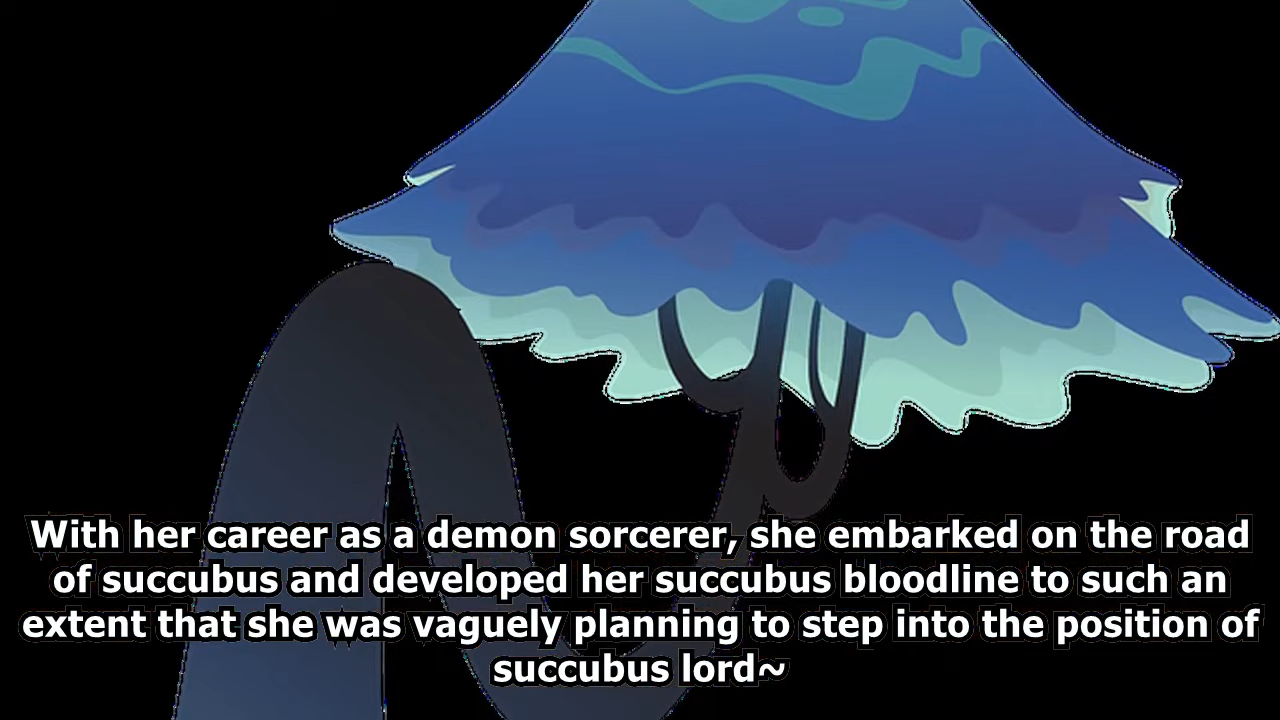 With her career as a demon sorcerer, she embarked on the road
of succubus and developed her succubus bloodline to such an
extent that she was vaguely planning to step into the position of
succubus lord~